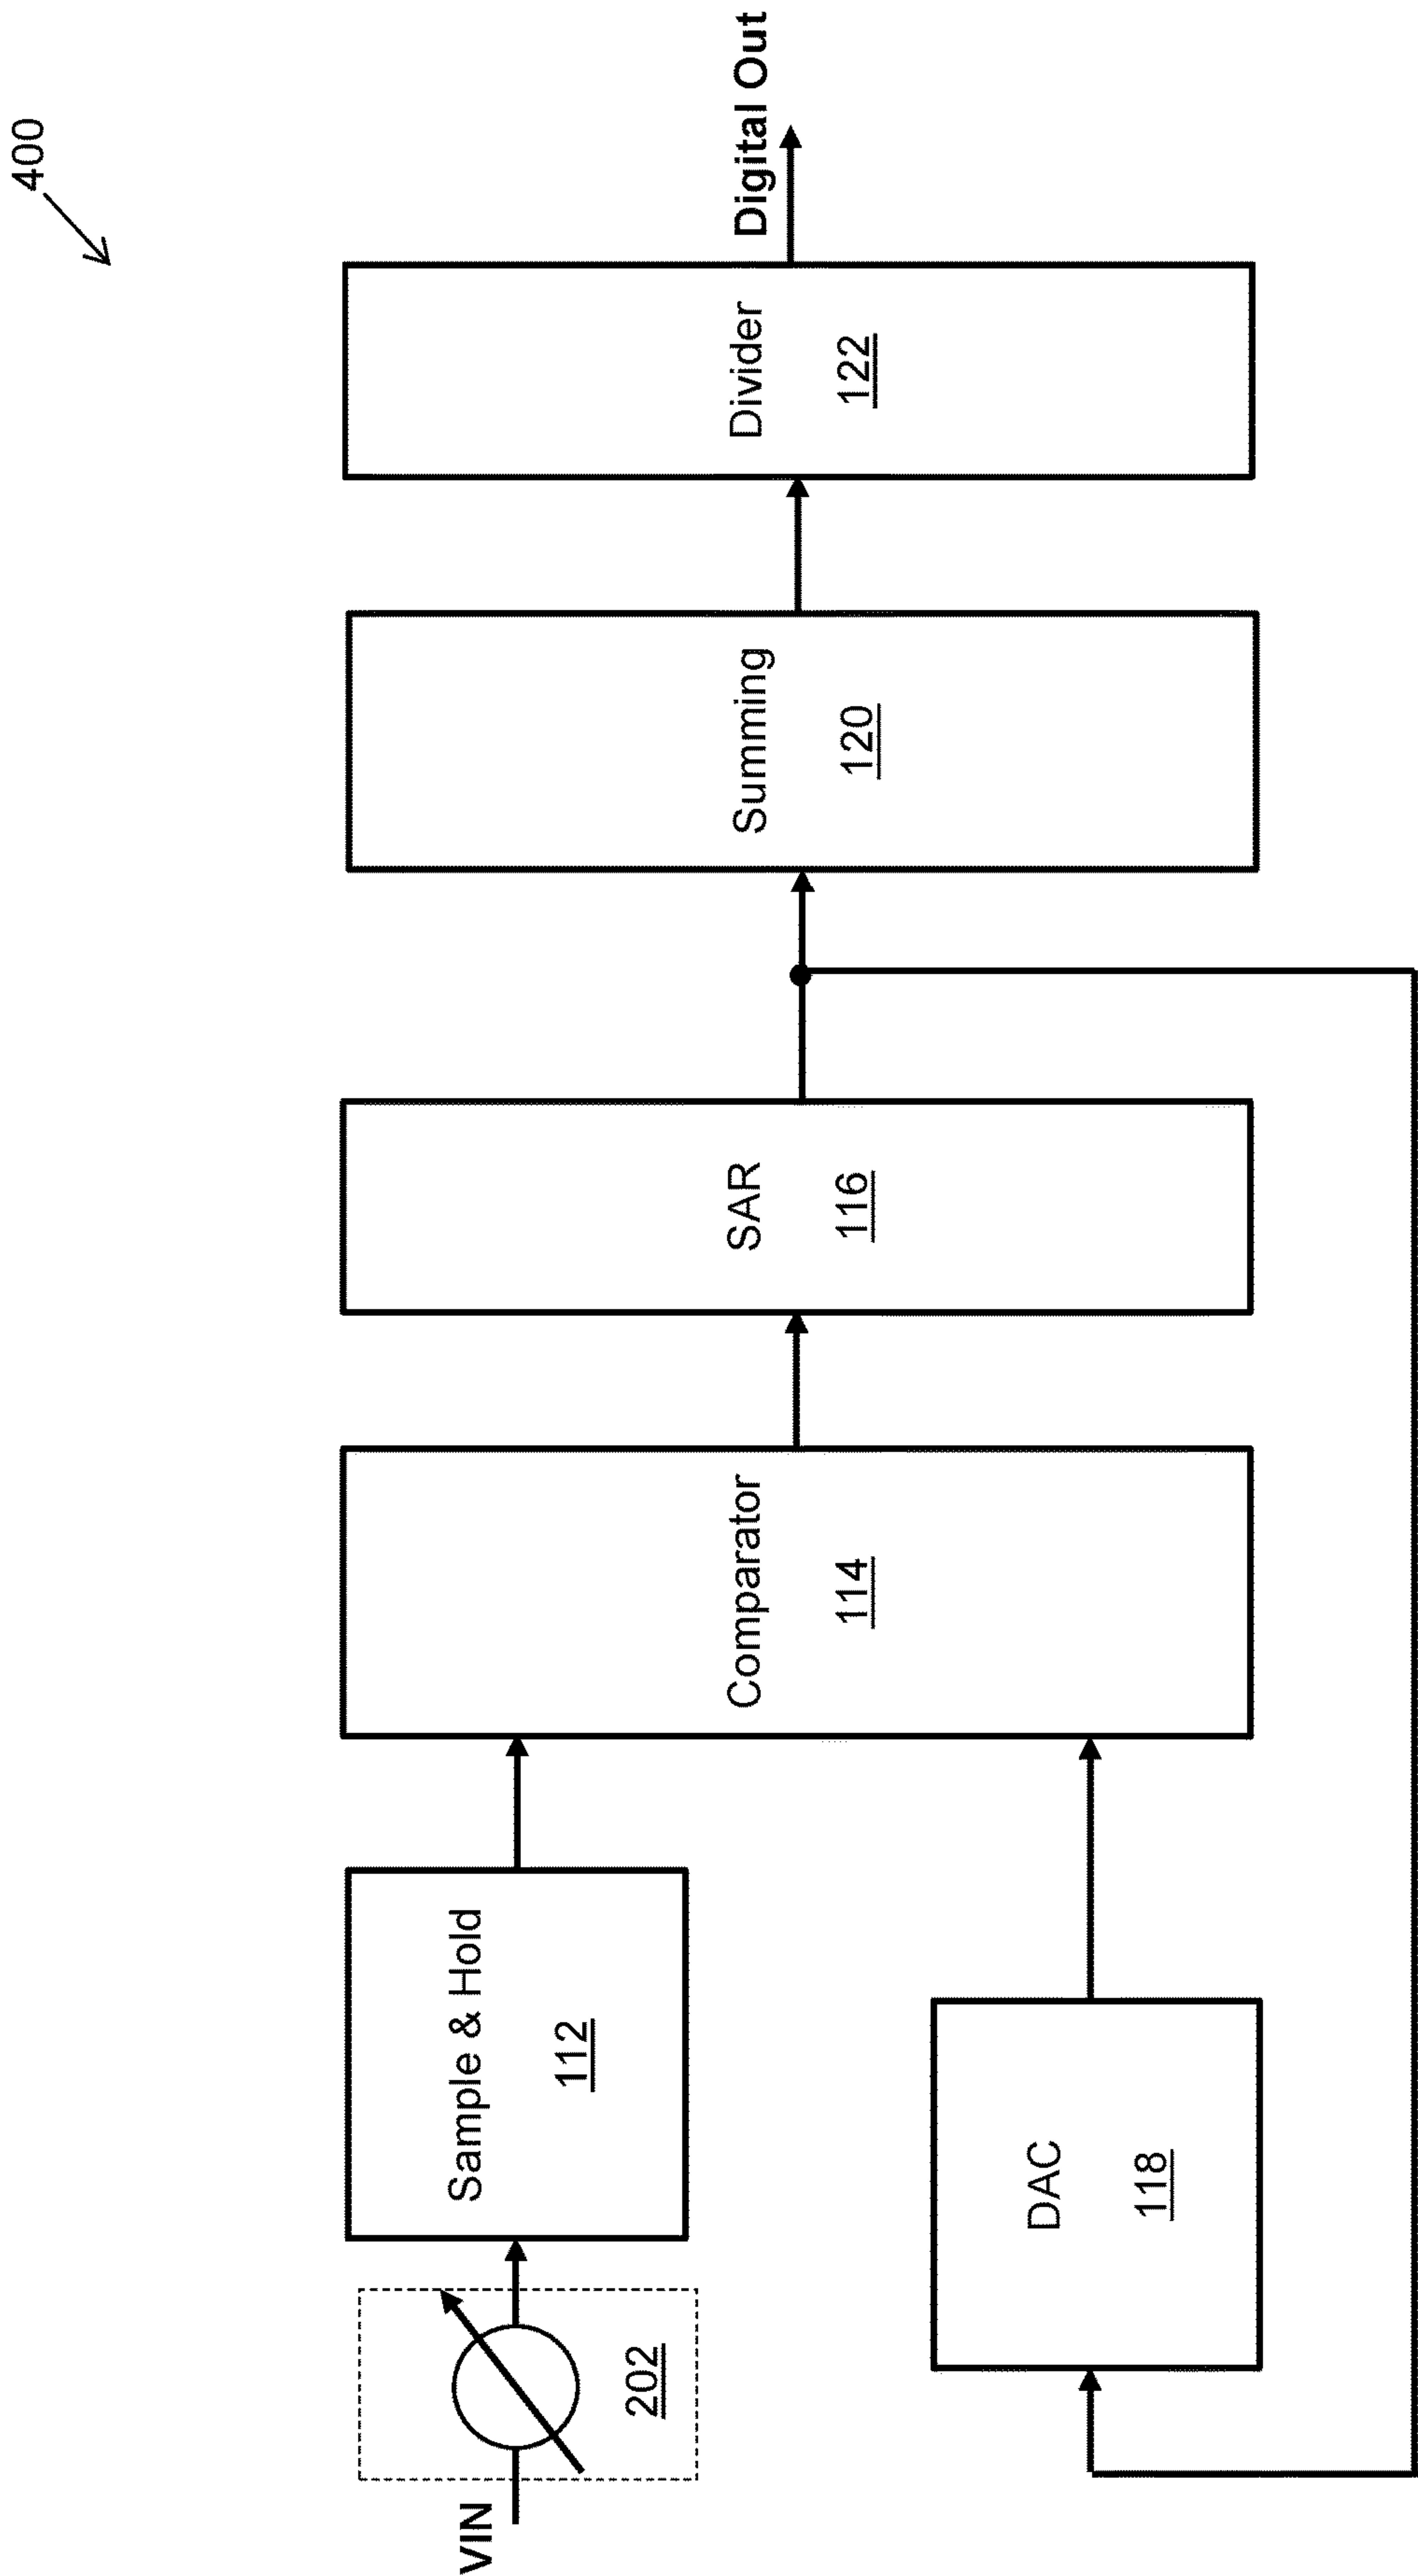 400
VIN
202
Sample & Hold
112
DAC
118
Comparator
114
SAR
116
Summing
120
Divider
122
Digital Out